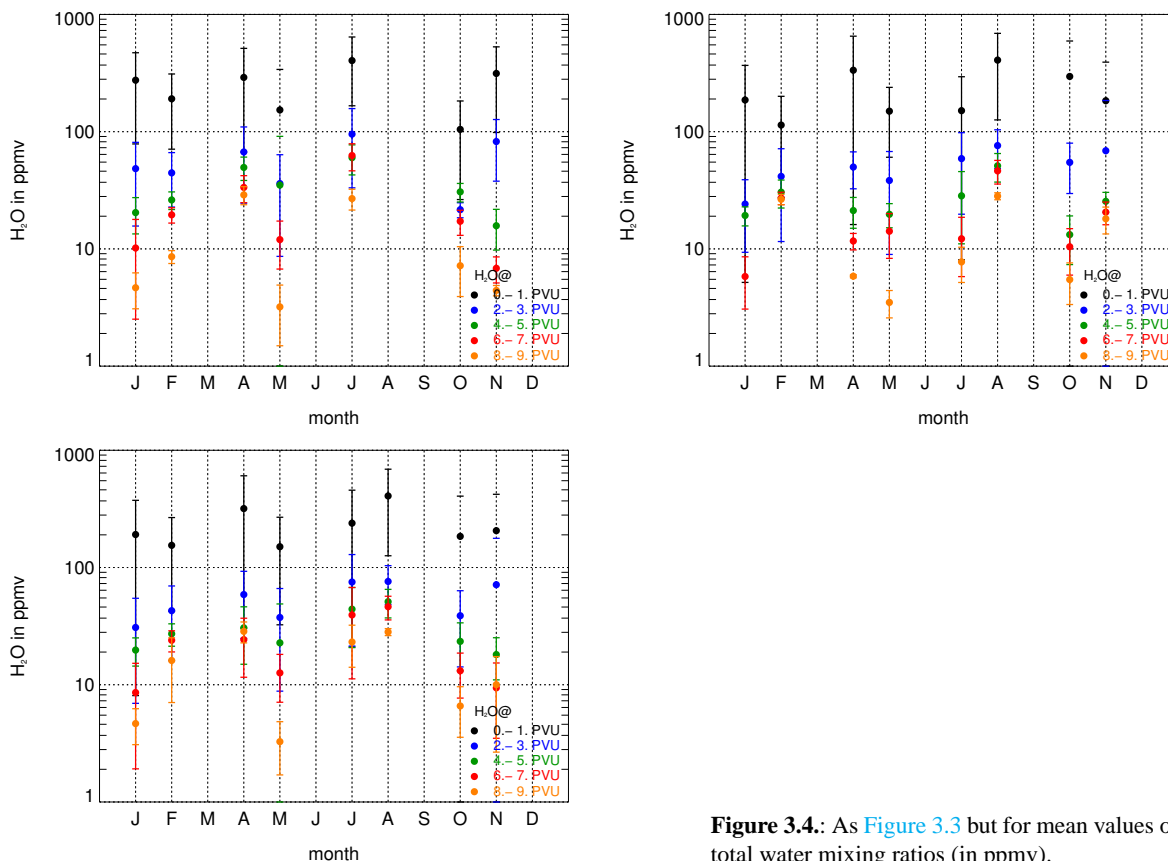 1000
100
10
1
H₂O in ppmv
H₂O@
0.− 1. PVU
2.− 3. PVU
4.− 5. PVU
6.− 7. PVU
8.− 9. PVU
J F M A M J J A S O N D
month
1000
100
10
1
H₂O in ppmv
H₂O@
0.− 1. PVU
2.− 3. PVU
4.− 5. PVU
6.− 7. PVU
8.− 9. PVU
J F M A M J J A S O N D
month
1000
100
10
1
H₂O in ppmv
H₂O@
0.− 1. PVU
2.− 3. PVU
4.− 5. PVU
6.− 7. PVU
8.− 9. PVU
J F M A M J J A S O N D
month
Figure 3.4.: As Figure 3.3 but for mean values
total water mixing ratios (in ppmv).